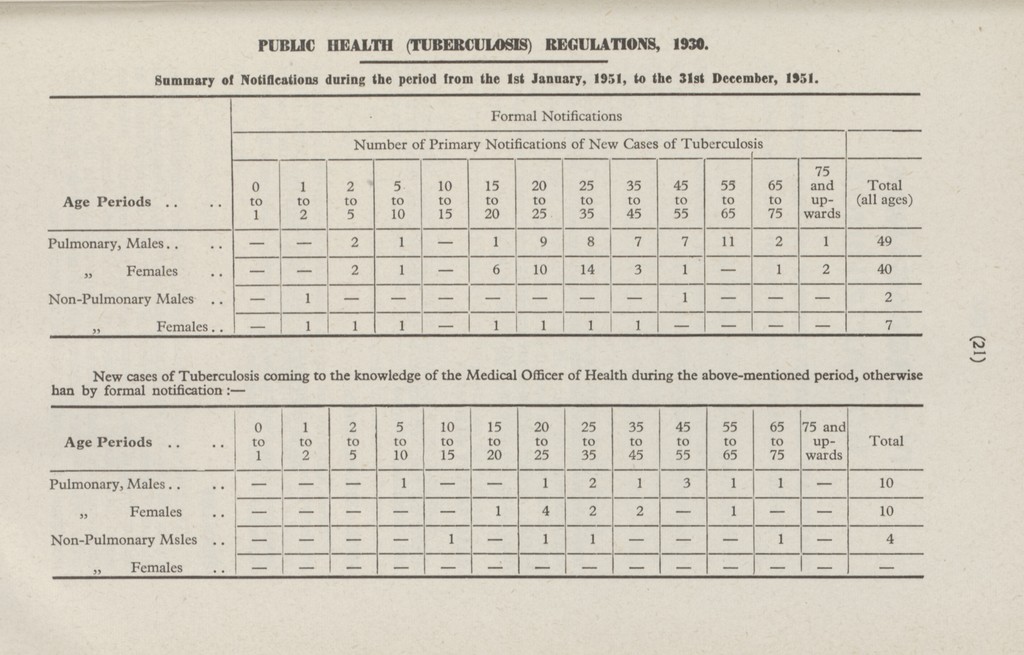 PUBLIC HEALTH (TUBERCULOSIS) REGULATIONS, 1930.
Summary of Notifications during the period from the 1st January, 1951, to the 31st December, 1951.
Formal Notifications
Number of Primary Notifications of New Cases of Tuberculosis
Age Periods .. .. 0 to 1 1 to 2 2 to 5 5 to 10 10 to 15 15 to 20 20 to 25 25 to 35 35 to 45 45 to 55 55 to 65 65 to 75 75 and up- wards Total (all ages)
Pulmonary, Males .. .. — — 2 1 — 1 9 8 7 7 11 2 1 49
„ Females .. — — 2 1 — 6 10 14 3 1 — 1 2 40
Non-Pulmonary Males .. — 1 — — — — — — — 1 — — — 2
„ Females .. — 1 1 1 — 1 1 1 1 — — — — 7
New cases of Tuberculosis coming to the knowledge of the Medical Officer of Health during the above-mentioned period, otherwise
han by formal notification :—
Age Periods .. .. 0 to 1 1 to 2 2 to 5 5 to 10 10 to 15 15 to 20 20 to 25 25 to 35 35 to 45 45 to 55 55 to 65 65 to 75 75 and up- wards Total
Pulmonary, Males .. .. — — — 1 — — 1 2 1 3 1 1 — 10
„ Females .. — — — — — 1 4 2 2 — 1 — — 10
Non-Pulmonary Msles .. — — — — 1 — 1 1 — — — 1 — 4
„ Females .. — — — — — — — — — — — — — —
(21)